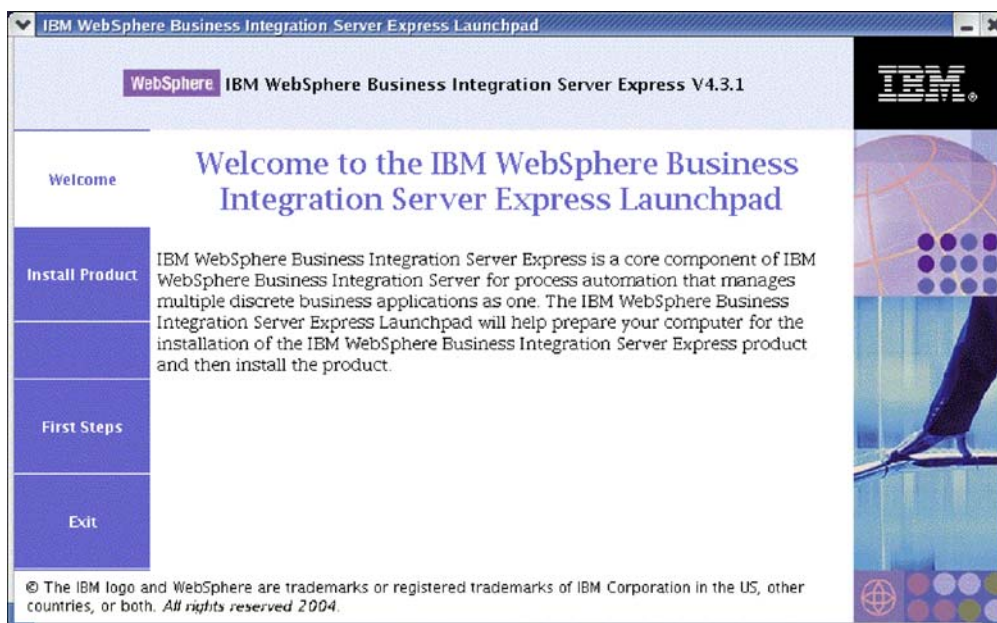 IBM WebSphere Business Integration Server Express Launchpad
WebSphere IBM WebSphere Business Integration Server Express V4.3.1
IBM®
Welcome
Install Product
First Steps
Exit
Welcome to the IBM WebSphere Business
Integration Server Express Launchpad
IBM WebSphere Business Integration Server Express is a core component of IBM
WebSphere Business Integration Server for process automation that manages
multiple discrete business applications as one. The IBM WebSphere Business
Integration Server Express Launchpad will help prepare your computer for the
installation of the IBM WebSphere Business Integration Server Express product
and then install the product.
© The IBM logo and WebSphere are trademarks or registered trademarks of IBM Corporation in the US, other
countries, or both. All rights reserved 2004.